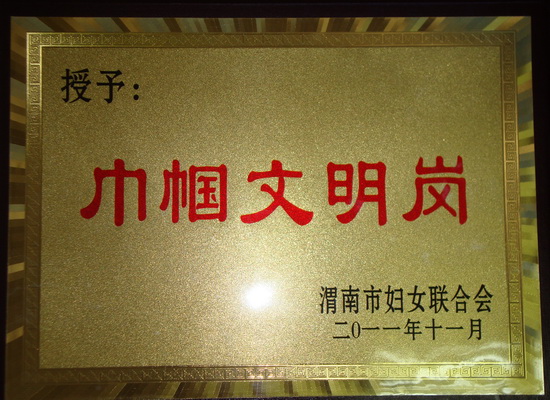 授予：
巾帼文明岗
渭南市妇女联合会
二0一一年十一月